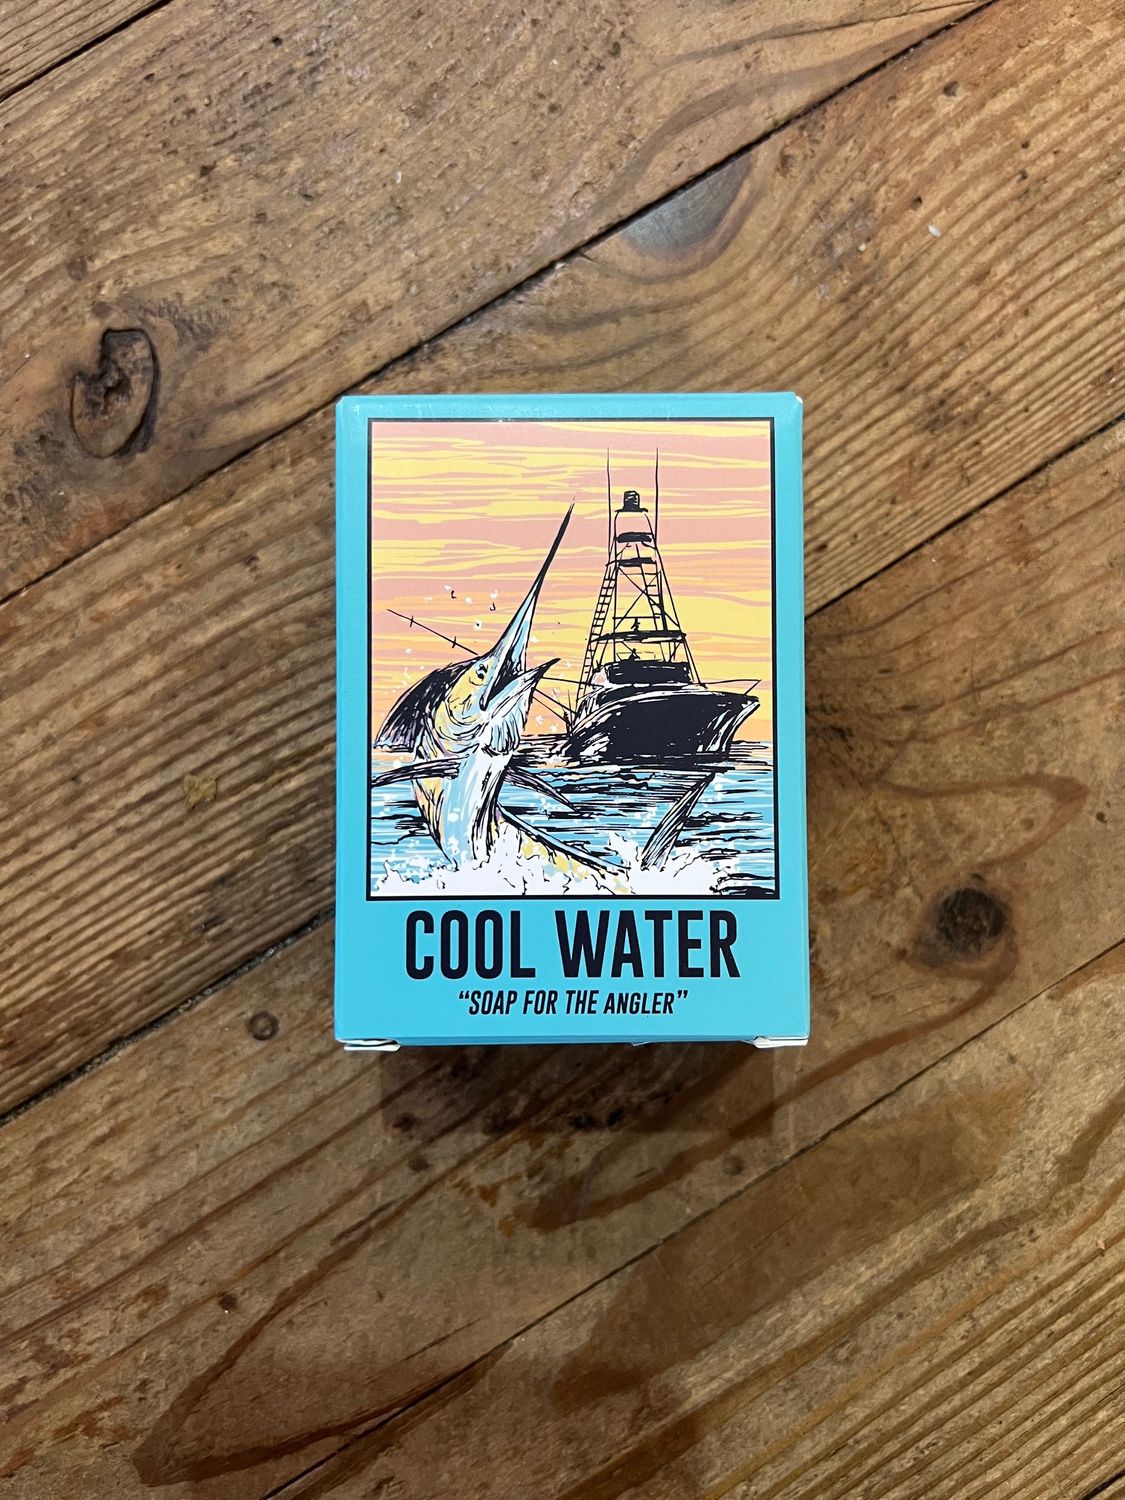 COOL WATER
“SOAP FOR THE ANGLER”